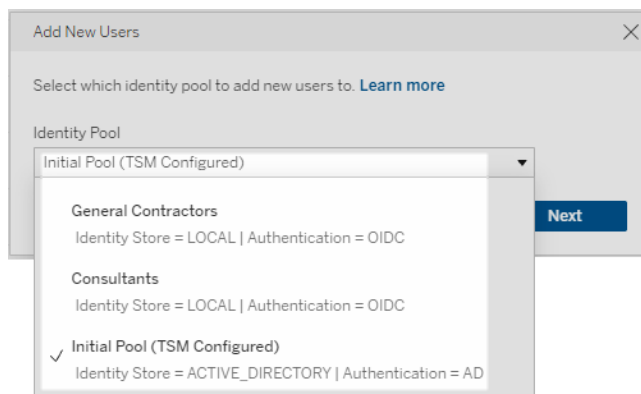 Add New Users
Select which identity pool to add new users to. Learn more
Identity Pool
Initial Pool (TSM Configured)
General Contractors
Identity Store = LOCAL | Authentication = OIDC
Next
Consultants
Identity Store = LOCAL | Authentication = OIDC
Initial Pool (TSM Configured)
Identity Store = ACTIVE_DIRECTORY | Authentication = AD